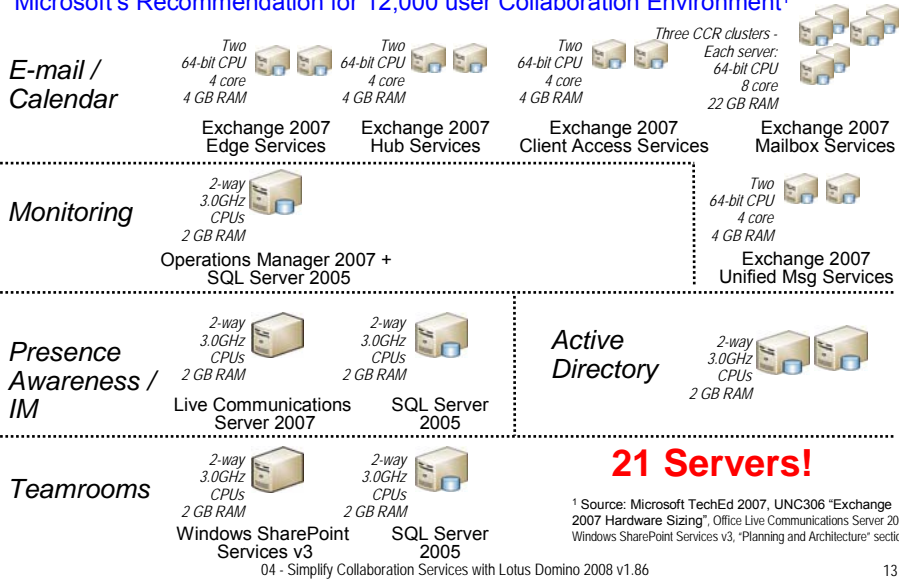 Microsoft's Recommendation for 12,000 user Collaboration Environment¹
E-mail /
Calendar
Two
64-bit CPU
4 core
4 GB RAM
Exchange 2007
Edge Services
Two
64-bit CPU
4 core
4 GB RAM
Exchange 2007
Hub Services
Two
64-bit CPU
4 core
4 GB RAM
Exchange 2007
Client Access Services
Three CCR clusters -
Each server:
64-bit CPU
8 core
22 GB RAM
Exchange 2007
Mailbox Services
Monitoring
2-way
3.0GHz
CPUs
2 GB RAM
Operations Manager 2007 +
SQL Server 2005
Two
64-bit CPU
4 core
4 GB RAM
Exchange 2007
Unified Msg Services
Presence
Awareness /
IM
2-way
3.0GHz
CPUs
2 GB RAM
Live Communications
Server 2007
2-way
3.0GHz
CPUs
2 GB RAM
SQL Server
2005
Active
Directory
2-way
3.0GHz
CPUs
2 GB RAM
Teamrooms
2-way
3.0GHz
CPUs
2 GB RAM
Windows SharePoint
Services v3
2-way
3.0GHz
CPUs
2 GB RAM
SQL Server
2005
21 Servers!
¹ Source: Microsoft TechEd 2007, UNC306 "Exchange
2007 Hardware Sizing", Office Live Communications Server
Windows SharePoint Services v3, "Planning and Architecture"
04 - Simplify Collaboration Services with Lotus Domino 2008 v1.86
13